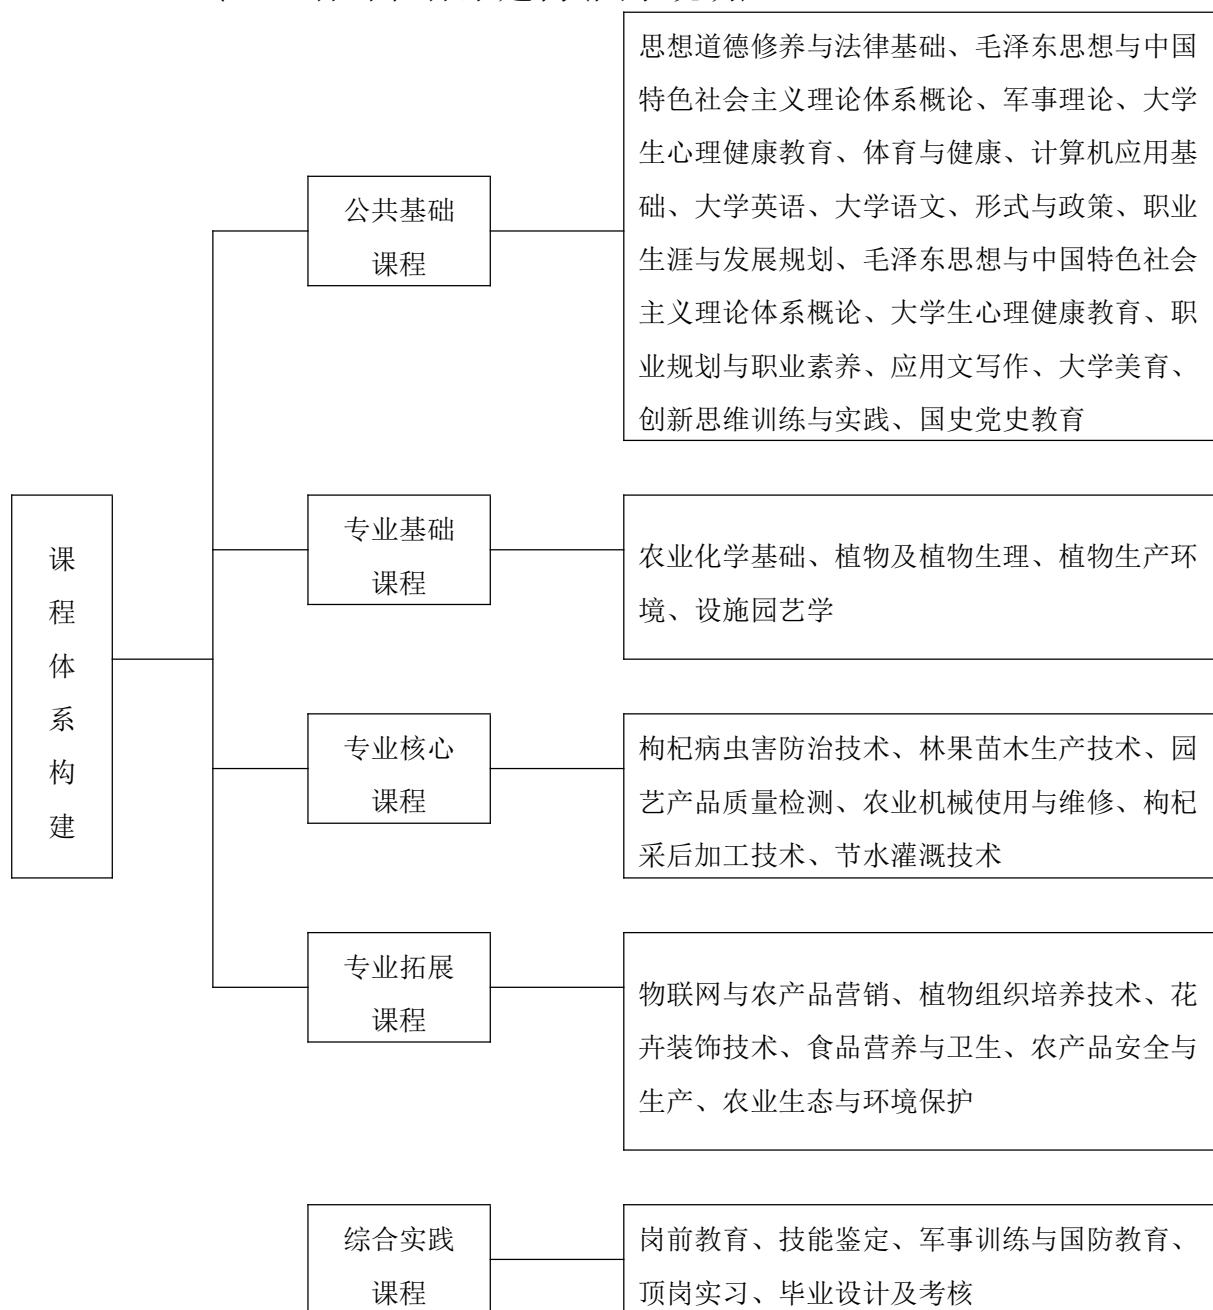 思想道德修养与法律基础、毛泽东思想与中国
特色社会主义理论体系概论、军事理论、大学
生心理健康教育、体育与健康、计算机应用基
础、大学英语、大学语文、形式与政策、职业
生涯与发展规划、毛泽东思想与中国特色社会
主义理论体系概论、大学生心理健康教育、职
业规划与职业素养、应用文写作、大学美育、
创新思维训练与实践、国史党史教育
公共基础
课程
课
程
体
系
构
建
专业基础
课程
农业化学基础、植物及植物生理、植物生产环
境、设施园艺学
专业核心
课程
枸杞病虫害防治技术、林果苗木生产技术、园
艺产品质量检测、农业机械使用与维修、枸杞
采后加工技术、节水灌溉技术
专业拓展
课程
物联网与农产品营销、植物组织培养技术、花
卉装饰技术、食品营养与卫生、农产品安全与
生产、农业生态与环境保护
综合实践
课程
岗前教育、技能鉴定、军事训练与国防教育、
顶岗实习、毕业设计及考核